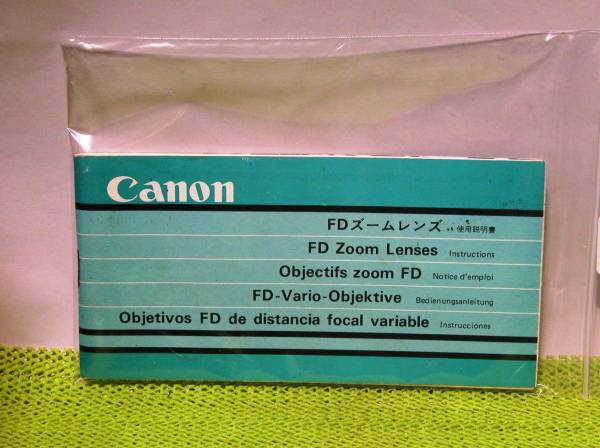 Canon
FDズームレンズ 使用説明書
FD Zoom Lenses Instructions
Objectifs zoom FD Notice d'emploi
FD-Vario-Objektive Bedienungsanleitung
Objetivos FD de distancia focal variable Instrucciones